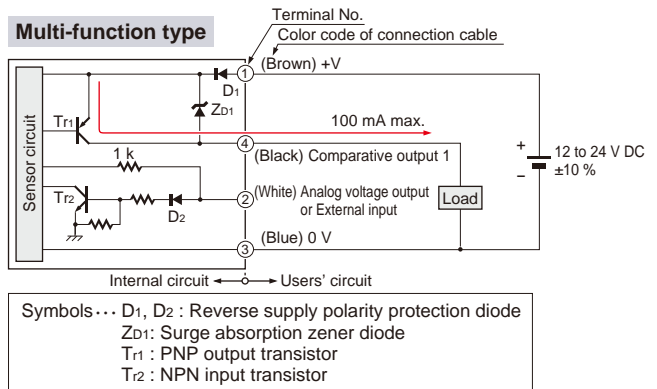 Multi-function type
Terminal No.
Color code of connection cable
(Brown) +V
1
D1
ZD1
Tr1
100 mA max.
4
(Black) Comparative output 1
1 k
Sensor circuit
Tr2
D2
2
(White) Analog voltage output
or External input
Load
+
−
12 to 24 V DC
±10 %
3
(Blue) 0 V
Internal circuit
Users' circuit
Symbols ··· D1, D2 : Reverse supply polarity protection diode
ZD1: Surge absorption zener diode
Tr1 : PNP output transistor
Tr2 : NPN input transistor